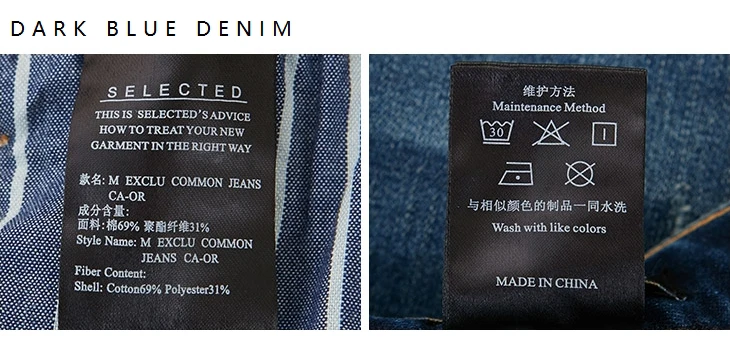 DARK BLUE DENIM
SELECTED
THIS IS SELECTED'S ADVICE
HOW TO TREAT YOUR NEW
GARMENT IN THE RIGHT WAY
款名: M EXCLU COMMON JEANS
CA-OR
成分含量:
面料:棉69% 聚酯纤维31%
Style Name: M EXCLU COMMON
JEANS CA-OR
Fiber Content:
Shell: Cotton69% Polyester31%
维护方法
Maintenance Method
30
与相似颜色的制品一同水洗
Wash with like colors
MADE IN CHINA